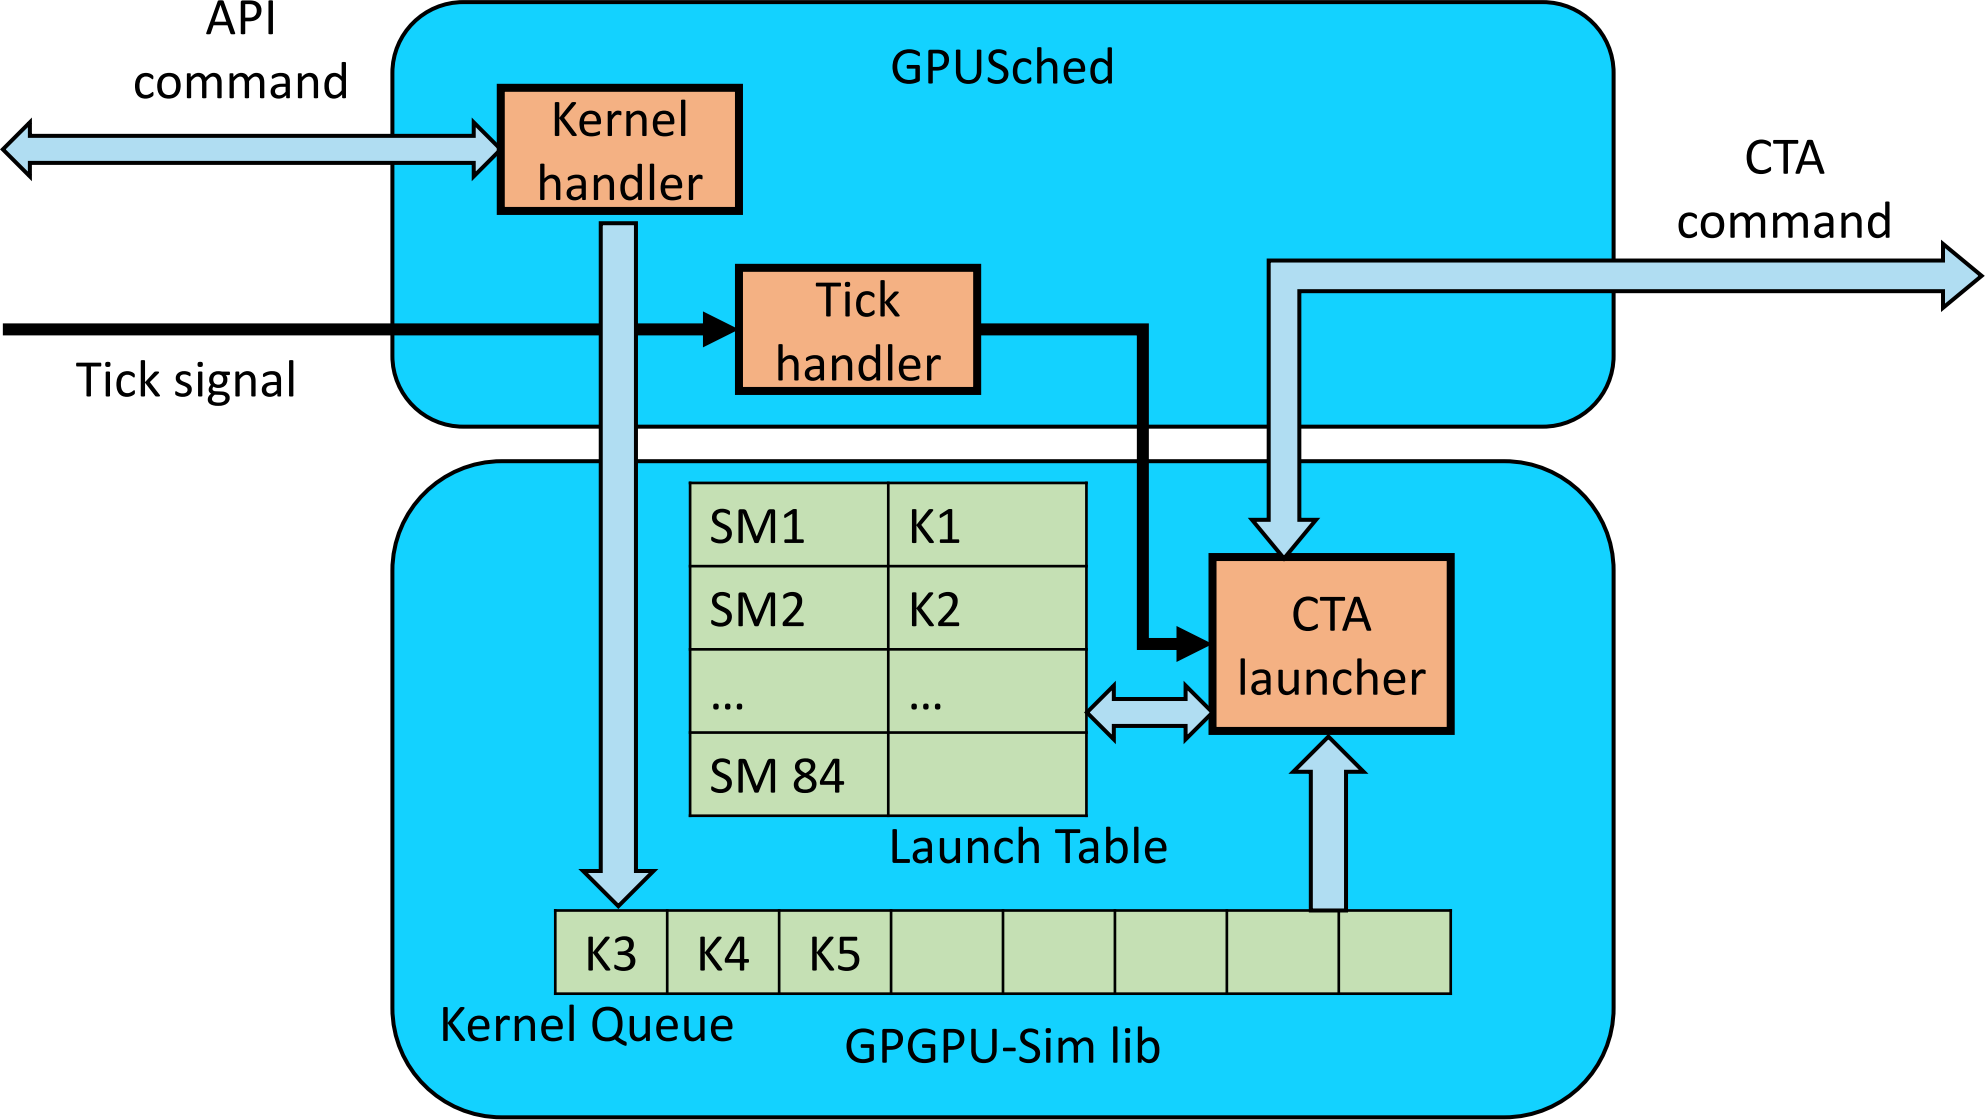 API
command
GPUSched
Kernel
handler
CTA
command
Tick
handler
Tick signal
SM1 K1
SM2 K2
... ...
SM 84
CTA
launcher
Launch Table
K3 K4 K5
Kernel Queue
GPGPU-Sim lib